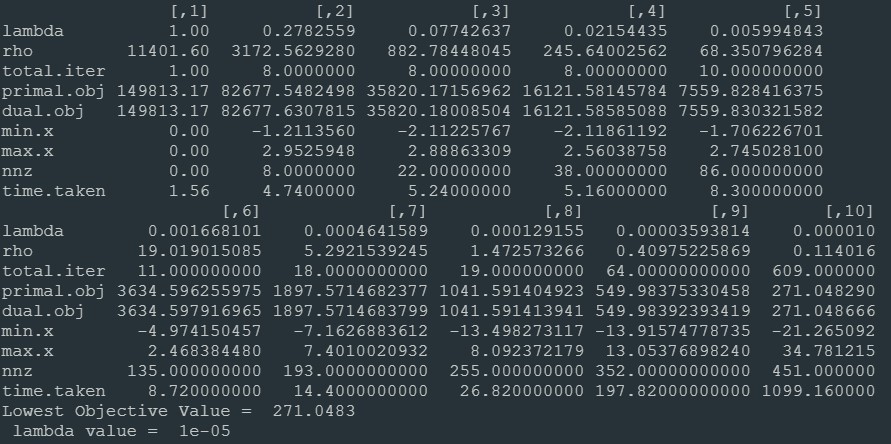 [,1] [,2] [,3] [,4] [,5]
lambda 1.00 0.2782559 0.07742637 0.02154435 0.005994843
rho 11401.60 3172.5629280 882.78448045 245.64002562 68.350796284
total.iter 1.00 8.0000000 8.00000000 8.00000000 10.000000000
primal.obj 149813.17 82677.5482498 35820.17156962 16121.58145784 7559.828416375
dual.obj 149813.17 82677.6307815 35820.18008504 16121.58585088 7559.830321582
min.x 0.00 -1.2113560 -2.11225767 -2.11861192 -1.706226701
max.x 0.00 2.9525948 2.88863309 2.56038758 2.745028100
nnz 0.00 8.0000000 22.00000000 38.00000000 86.000000000
time.taken 1.56 4.7400000 5.24000000 5.16000000 8.300000000
[,6] [,7] [,8] [,9] [,10]
lambda 0.001668101 0.0004641589 0.000129155 0.00003593814 0.000010
rho 19.019015085 5.2921539245 1.472573266 0.40975225869 0.114016
total.iter 11.000000000 18.0000000000 19.000000000 64.00000000000 609.000000
primal.obj 3634.596255975 1897.5714682377 1041.591404923 549.98375330458 271.048290
dual.obj 3634.597916965 1897.5714683799 1041.591413941 549.98392393419 271.048666
min.x -4.974150457 -7.1626883612 -13.498273117 -13.91574778735 -21.265092
max.x 2.468384480 7.4010020932 8.092372179 13.05376898240 34.781215
nnz 135.000000000 193.0000000000 255.000000000 352.00000000000 451.000000
time.taken 8.720000000 14.4000000000 26.820000000 197.82000000000 1099.160000
Lowest Objective Value = 271.0483
lambda value = 1e-05